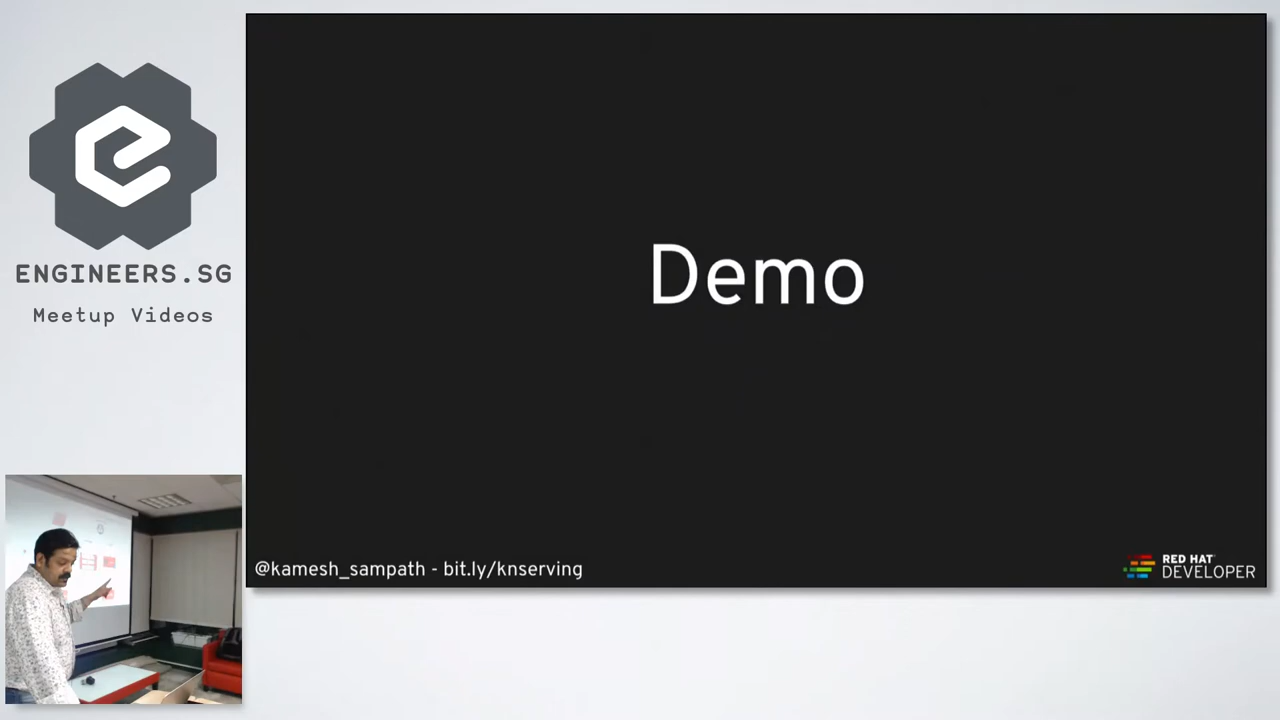 ENGINEERS.SG
Meetup Videos
Demo
@kamesh_sampath - bit.ly/knserving
RED HAT
DEVELOPER